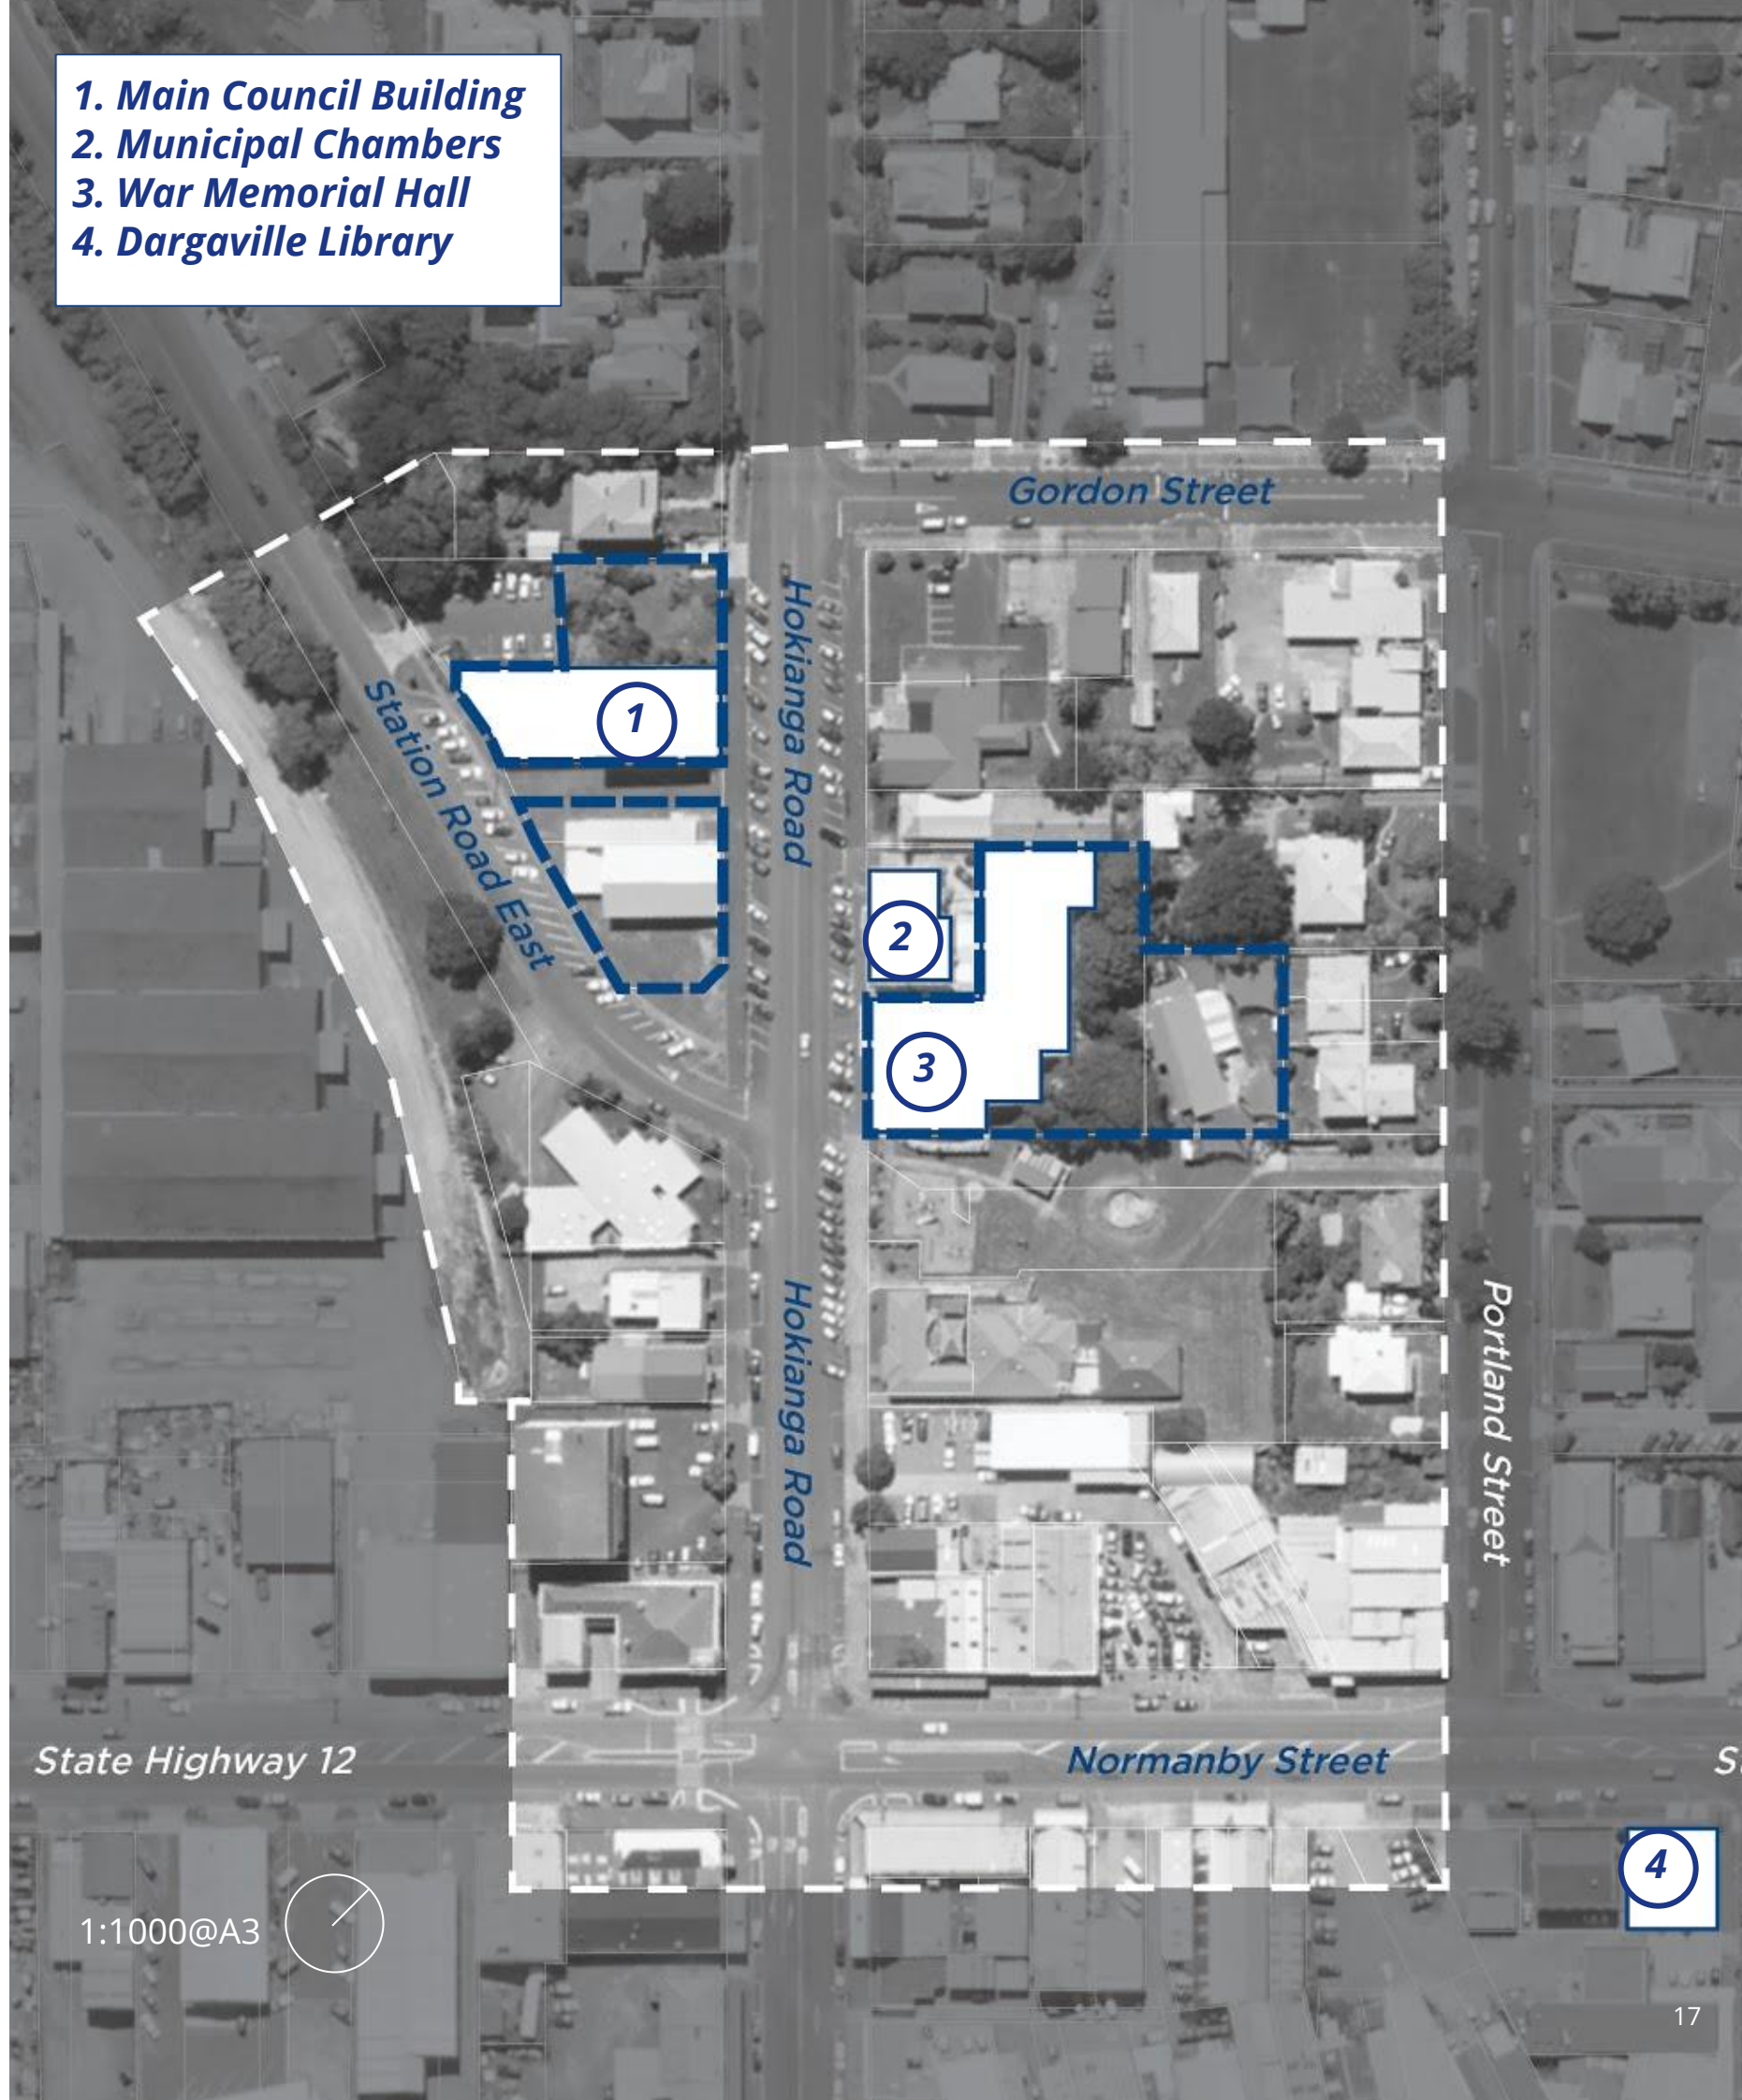 1. Main Council Building
2. Municipal Chambers
3. War Memorial Hall
4. Dargaville Library
Gordon Street
Hokianga Road
1
Station Road East
2
3
Hokianga Road
Portland Street
State Highway 12
Normanby Street
4
1:1000@A3
17